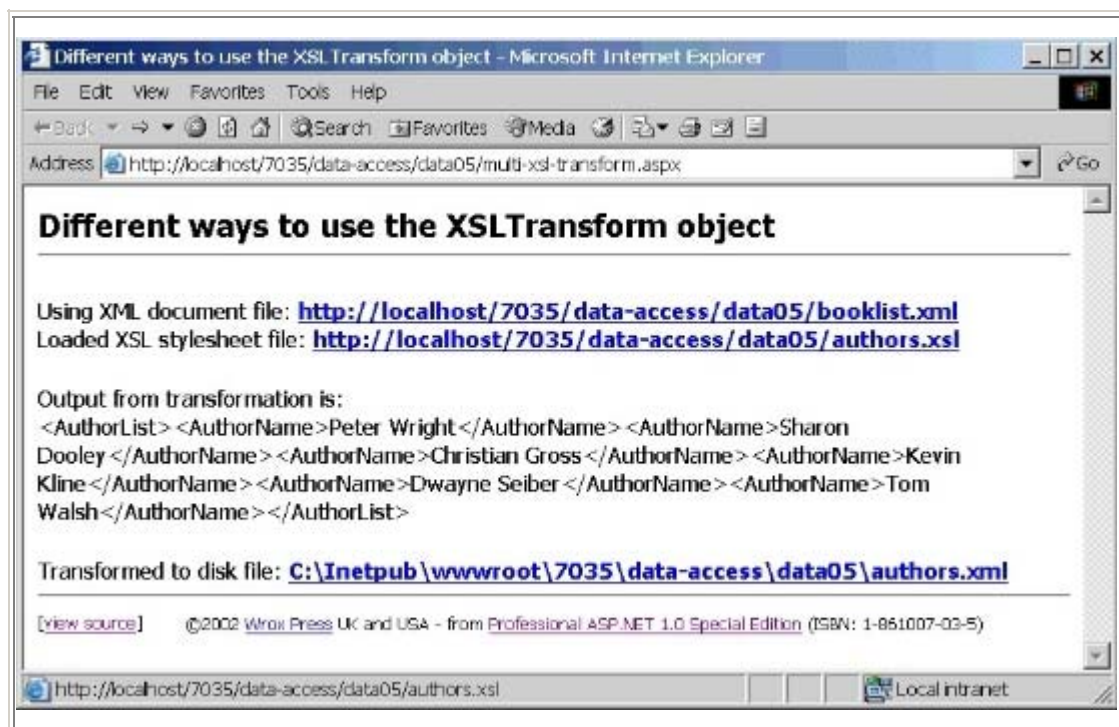 Different ways to use the XSLTransform object - Microsoft Internet Explorer
File Edit View Favorites Tools Help
Back Search Favorites Media
Address http://localhost/7035/data-access/data05/multi-xsl-transform.aspx Go
Different ways to use the XSLTransform object
Using XML document file: http://localhost/7035/data-access/data05/booklist.xml
Loaded XSL stylesheet file: http://localhost/7035/data-access/data05/authors.xsl
Output from transformation is:
<AuthorList><AuthorName>Peter Wright</AuthorName><AuthorName>Sharon
Dooley</AuthorName><AuthorName>Christian Gross</AuthorName><AuthorName>Kevin
Kline</AuthorName><AuthorName>Dwayne Seiber</AuthorName><AuthorName>Tom
Walsh</AuthorName></AuthorList>
Transformed to disk file: C:\Inetpub\wwwroot\7035\data-access\data05\authors.xml
[view source] ©2002 Wrox Press UK and USA - from Professional ASP.NET 1.0 Special Edition (ISBN: 1-861007-03-5)
http://localhost/7035/data-access/data05/authors.xsl Local intranet